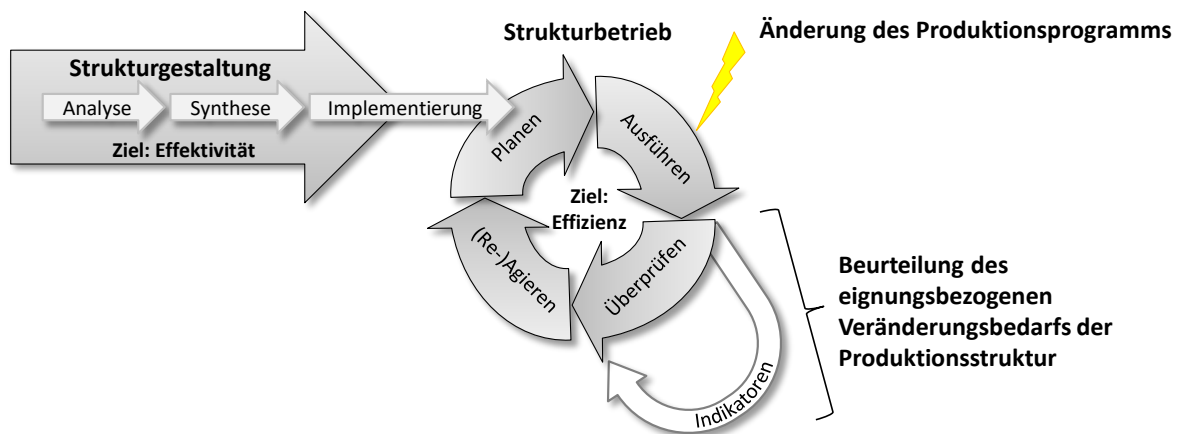 Strukturgestaltung
Analyse
Synthese
Implementierung
Ziel: Effektivität
Strukturbetrieb
Änderung des Produktionsprogramms
Planen
Ausführen
Ziel:
Effizienz
(Re-)Agieren
Überprüfen
Indikatoren
Beurteilung des
eignungsbezogenen
Veränderungsbedarfs der
Produktionsstruktur